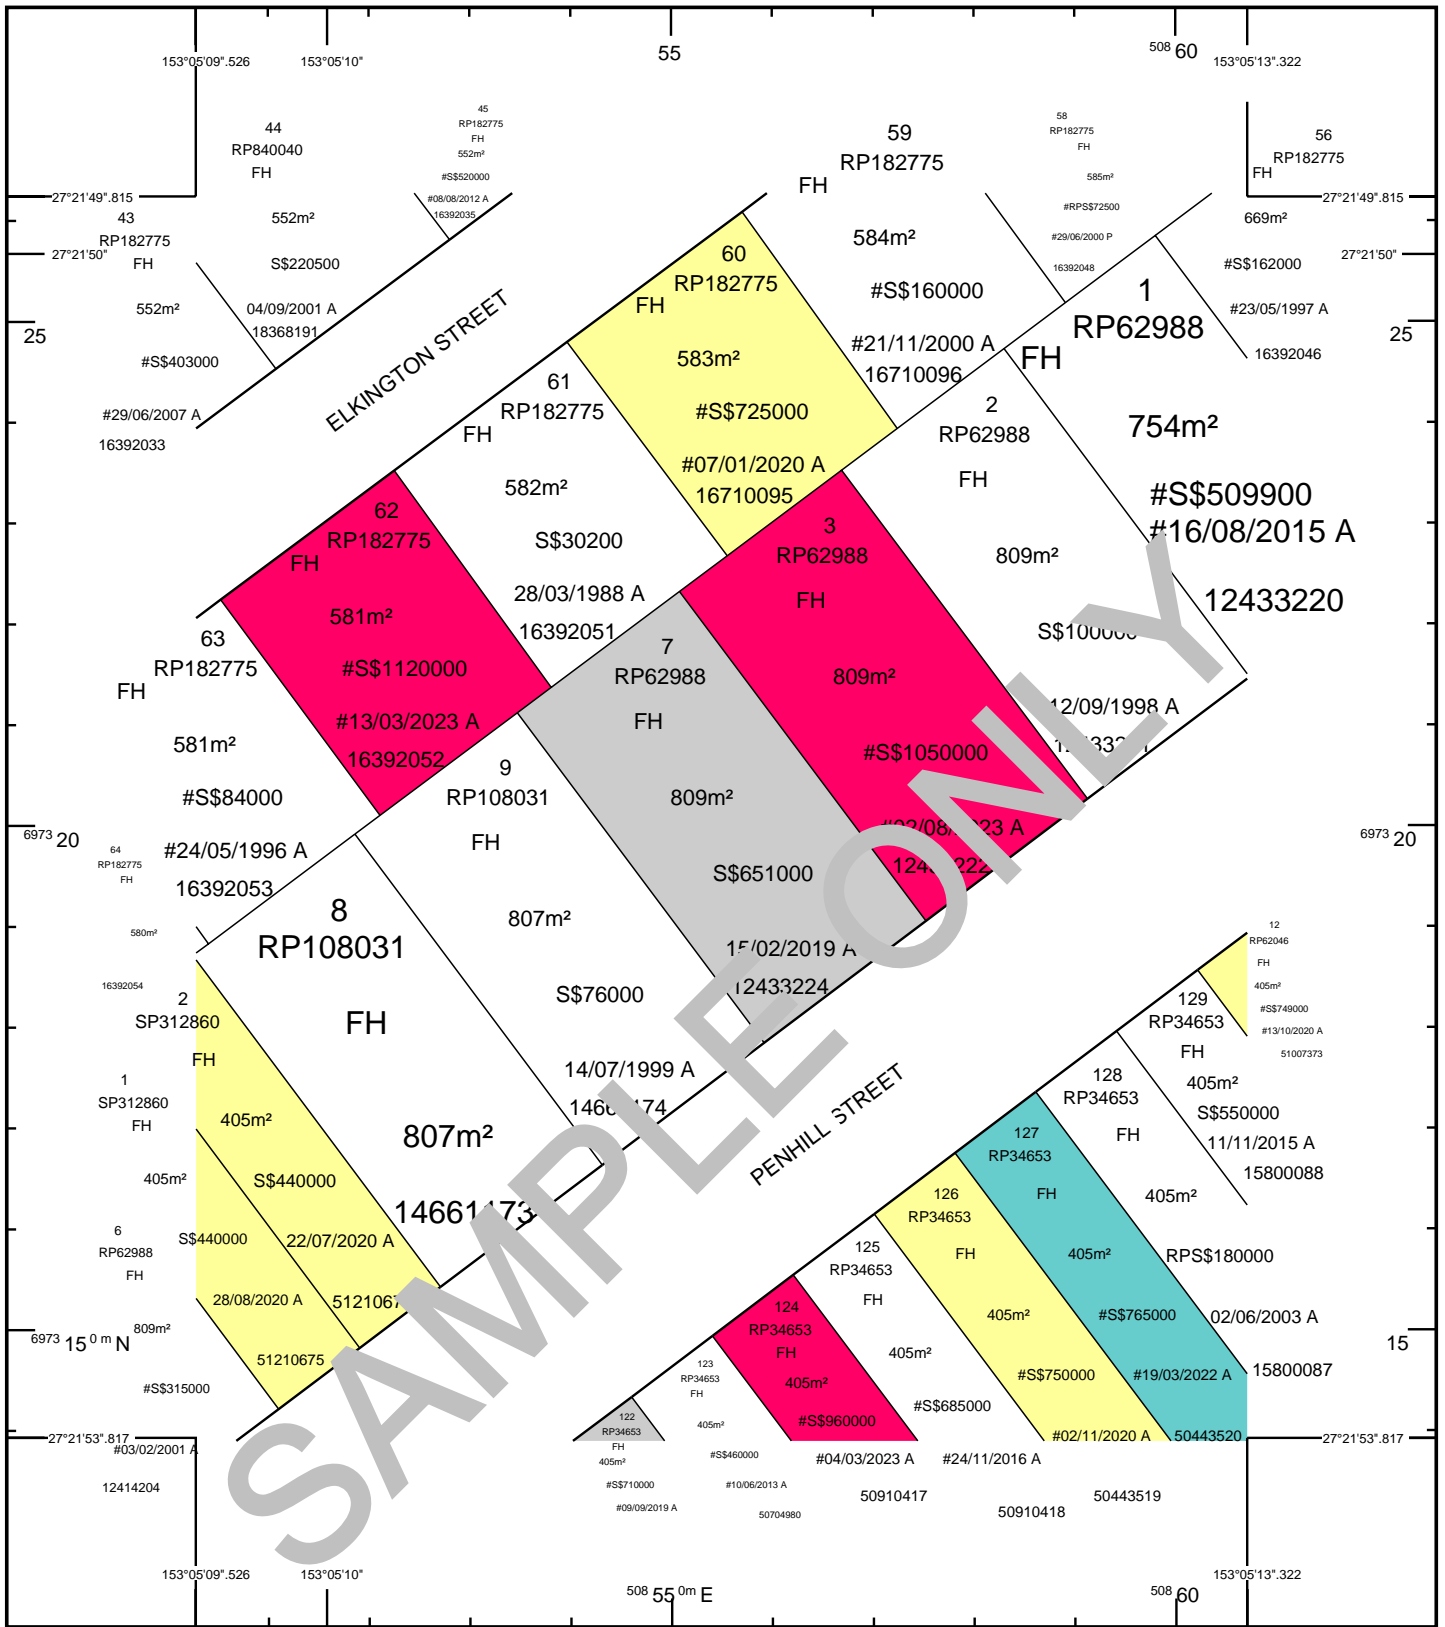 153°05'09".526
153°05'10"
55
508 60
153°05'13".322
44
RP840040
FH
552m²
S$220500
04/09/2001 A
18368191
45
RP182775
FH
552m²
#S$520000
#08/08/2012 A
16392035
59
RP182775
FH
584m²
#S$160000
#21/11/2000 A
16710096
58
RP182775
FH
585m²
#RPS$72500
#29/06/2000 P
16392048
56
RP182775
FH
669m²
#S$162000
#23/05/1997 A
16392046
27°21'49".815
27°21'49".815
43
RP182775
FH
552m²
#S$403000
#29/06/2007 A
16392033
27°21'50"
27°21'50"
25
25
ELKINGTON STREET
60
RP182775
FH
583m²
#S$725000
#07/01/2020 A
16710095
1
RP62988
FH
754m²
#S$509900
#16/08/2015 A
12433220
61
RP182775
FH
582m²
S$30200
28/03/1988 A
16392051
2
RP62988
FH
809m²
S$100000
12/09/1998 A
62
RP182775
FH
581m²
#S$1120000
#13/03/2023 A
16392052
3
RP62988
FH
809m²
#S$1050000
#02/08/2023 A
63
RP182775
FH
581m²
#S$84000
#24/05/1996 A
16392053
7
RP62988
FH
809m²
S$651000
15/02/2019 A
12433224
9
RP108031
FH
807m²
S$76000
14/07/1999 A
6973 20
6973 20
64
RP182775
FH
580m²
16392054
8
RP108031
FH
807m²
14661173
2
SP312860
FH
405m²
S$440000
22/07/2020 A
1
SP312860
FH
405m²
S$440000
28/08/2020 A
51210675
6
RP62988
FH
809m²
#S$315000
#03/02/2001 A
12414204
PENHILL STREET
12
RP62046
FH
405m²
#S$749000
#13/10/2020 A
51007373
129
RP34653
FH
405m²
S$550000
11/11/2015 A
15800088
128
RP34653
FH
405m²
RPS$180000
02/06/2003 A
15800087
127
RP34653
FH
405m²
#S$765000
#19/03/2022 A
50443520
126
RP34653
FH
405m²
#S$750000
#02/11/2020 A
50443519
125
RP34653
FH
405m²
#S$685000
#24/11/2016 A
50910418
124
RP34653
FH
405m²
#S$960000
#04/03/2023 A
50910417
123
RP34653
FH
405m²
#S$460000
#10/06/2013 A
50704980
122
RP34653
FH
405m²
#S$710000
#09/09/2019 A
6973 15 0 m N
15
27°21'53".817
27°21'53".817
153°05'09".526
153°05'10"
508 55 0m E
508 60
153°05'13".322
SAMPLE ONLY